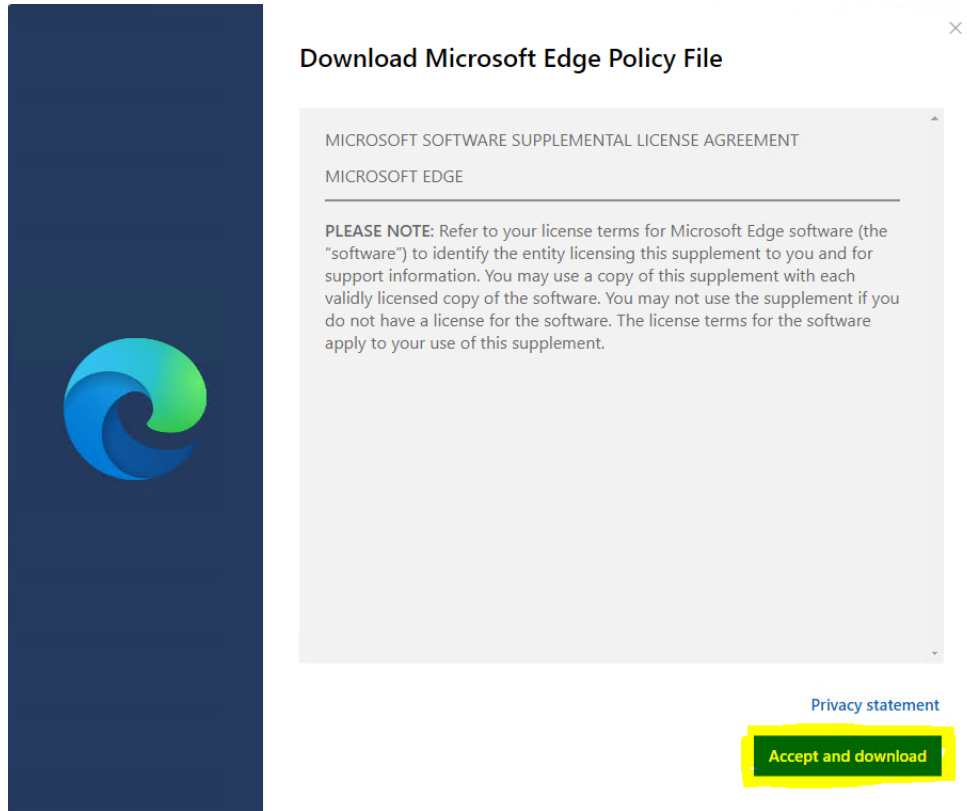 Download Microsoft Edge Policy File
MICROSOFT SOFTWARE SUPPLEMENTAL LICENSE AGREEMENT
MICROSOFT EDGE
PLEASE NOTE: Refer to your license terms for Microsoft Edge software (the
“software”) to identify the entity licensing this supplement to you and for
support information. You may use a copy of this supplement with each
validly licensed copy of the software. You may not use the supplement if you
do not have a license for the software. The license terms for the software
apply to your use of this supplement.
Privacy statement
Accept and download